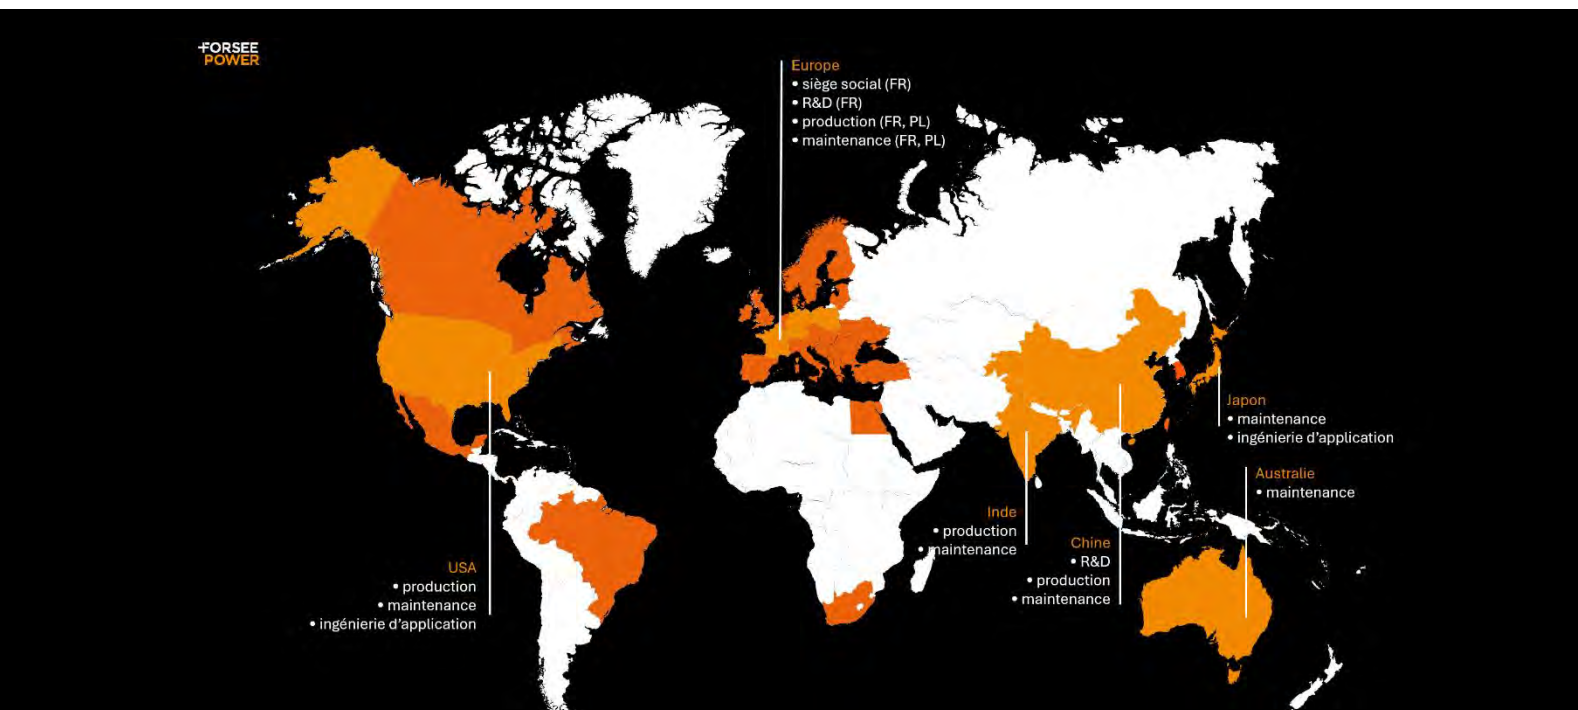 FORSEE
POWER
Europe
• siège social (FR)
• R&D (FR)
• production (FR, PL)
• maintenance (FR, PL)
Japon
• maintenance
• ingénierie d'application
Australie
• maintenance
Inde
• production
• maintenance
Chine
• R&D
• production
• maintenance
USA
• production
• maintenance
• ingénierie d'application